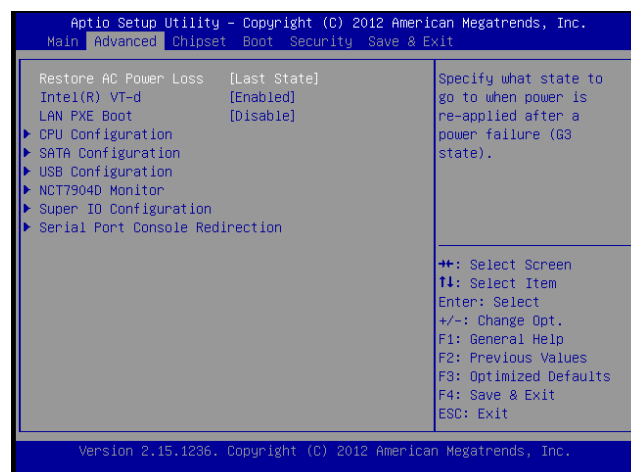 Aptio Setup Utility – Copyright (C) 2012 American Megatrends, Inc.
Main Advanced Chipset Boot Security Save & Exit
Restore AC Power Loss [Last State]
Intel(R) VT-d [Enabled]
LAN PXE Boot [Disable]
▶ CPU Configuration
▶ SATA Configuration
▶ USB Configuration
▶ NCT7904D Monitor
▶ Super IO Configuration
▶ Serial Port Console Redirection
Specify what state to
go to when power is
re-applied after a
power failure (G3
state).
→←: Select Screen
↑↓: Select Item
Enter: Select
+/-: Change Opt.
F1: General Help
F2: Previous Values
F3: Optimized Defaults
F4: Save & Exit
ESC: Exit
Version 2.15.1236. Copyright (C) 2012 American Megatrends, Inc.